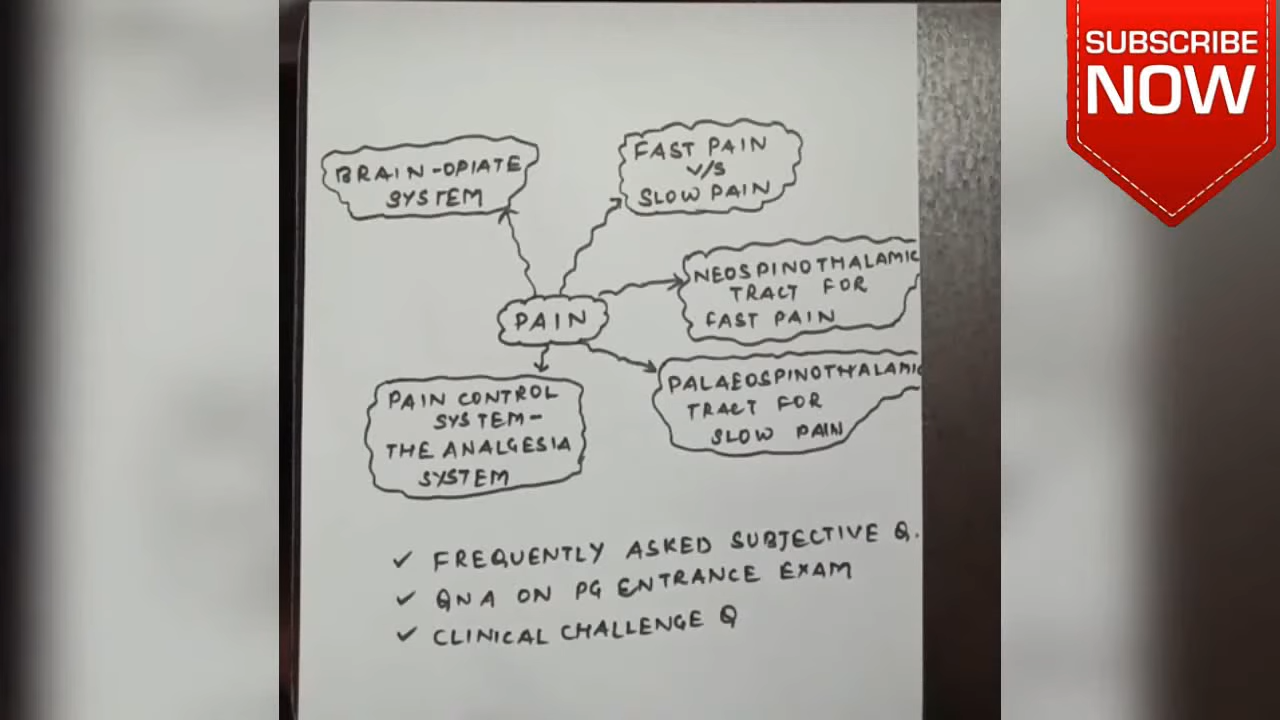 SUBSCRIBE
NOW
BRAIN-OPIATE
SYSTEM
FAST PAIN
V/S
SLOW PAIN
NEOSPINOTHALAMIC
TRACT FOR
FAST PAIN
PAIN
PALAEOSPINOTHALAMIC
TRACT FOR
SLOW PAIN
PAIN CONTROL
SYSTEM-
THE ANALGESIA
SYSTEM
✓ FREQUENTLY ASKED SUBJECTIVE Q.
✓ QNA ON PG ENTRANCE EXAM
✓ CLINICAL CHALLENGE Q